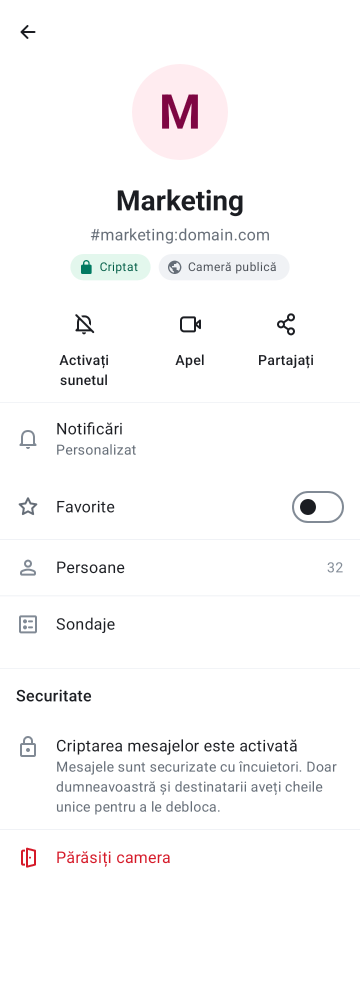 M
Marketing
#marketing:domain.com
Criptat
Cameră publică
Activați
sunetul
Apel
Partajați
Notificări
Personalizat
Favorite
Persoane
32
Sondaje
Securitate
Criptarea mesajelor este activată
Mesajele sunt securizate cu încuietori. Doar
dumneavoastră și destinatarii aveți cheile
unice pentru a le debloca.
Părăsiți camera